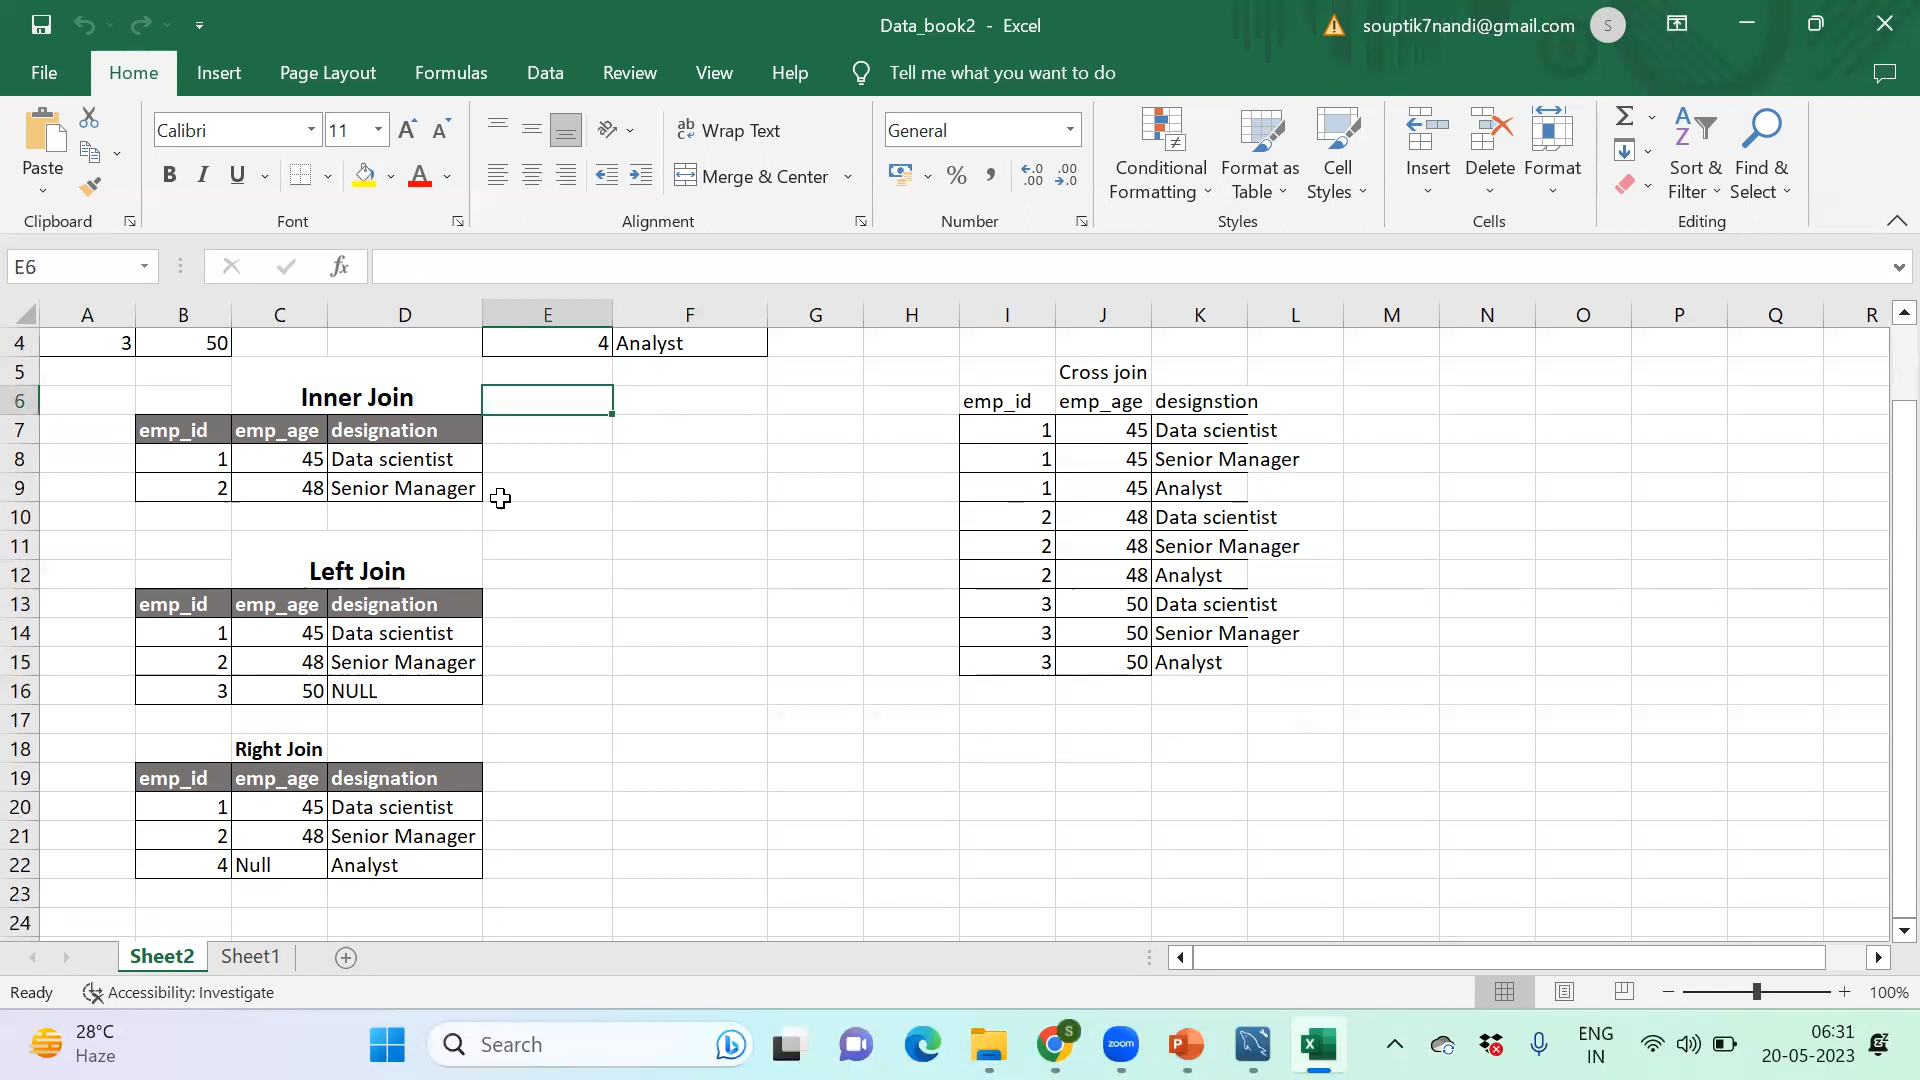 Data_book2 - Excel
souptik7nandi@gmail.com
S
File Home Insert Page Layout Formulas Data Review View Help Tell me what you want to do
Paste
Clipboard
Calibri 11
B I U
Font
Wrap Text
Merge & Center
Alignment
General
% ,
Number
Conditional Formatting
Format as Table
Cell Styles
Styles
Insert Delete Format
Cells
Sort & Filter
Find & Select
Editing
E6
fx
A B C D E F G H I J K L M N O P Q R
4 3 50 4 Analyst
5 Cross join
6 Inner Join emp_id emp_age designstion
7 emp_id emp_age designation 1 45 Data scientist
8 1 45 Data scientist 1 45 Senior Manager
9 2 48 Senior Manager 1 45 Analyst
10 2 48 Data scientist
11 2 48 Senior Manager
12 Left Join 2 48 Analyst
13 emp_id emp_age designation 3 50 Data scientist
14 1 45 Data scientist 3 50 Senior Manager
15 2 48 Senior Manager 3 50 Analyst
16 3 50 NULL
17
18 Right Join
19 emp_id emp_age designation
20 1 45 Data scientist
21 2 48 Senior Manager
22 4 Null Analyst
23
24
Sheet2 Sheet1
Ready Accessibility: Investigate 100%
28°C
Haze
Search
zoom
ENG
IN
06:31
20-05-2023